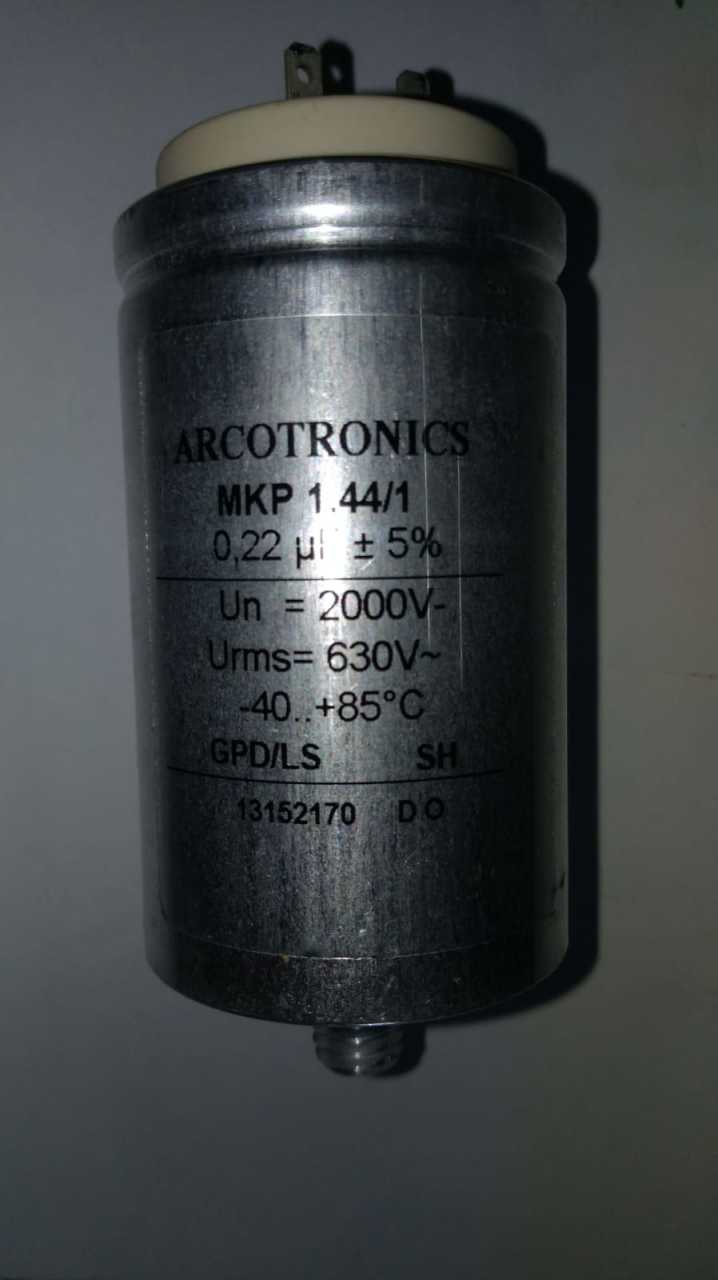 ARCOTRONICS
MKP 1.44/1
0,22 µF ± 5%
Un = 2000V-
Urms= 630V~
-40..+85°C
GPD/LS SH
13152170 D O